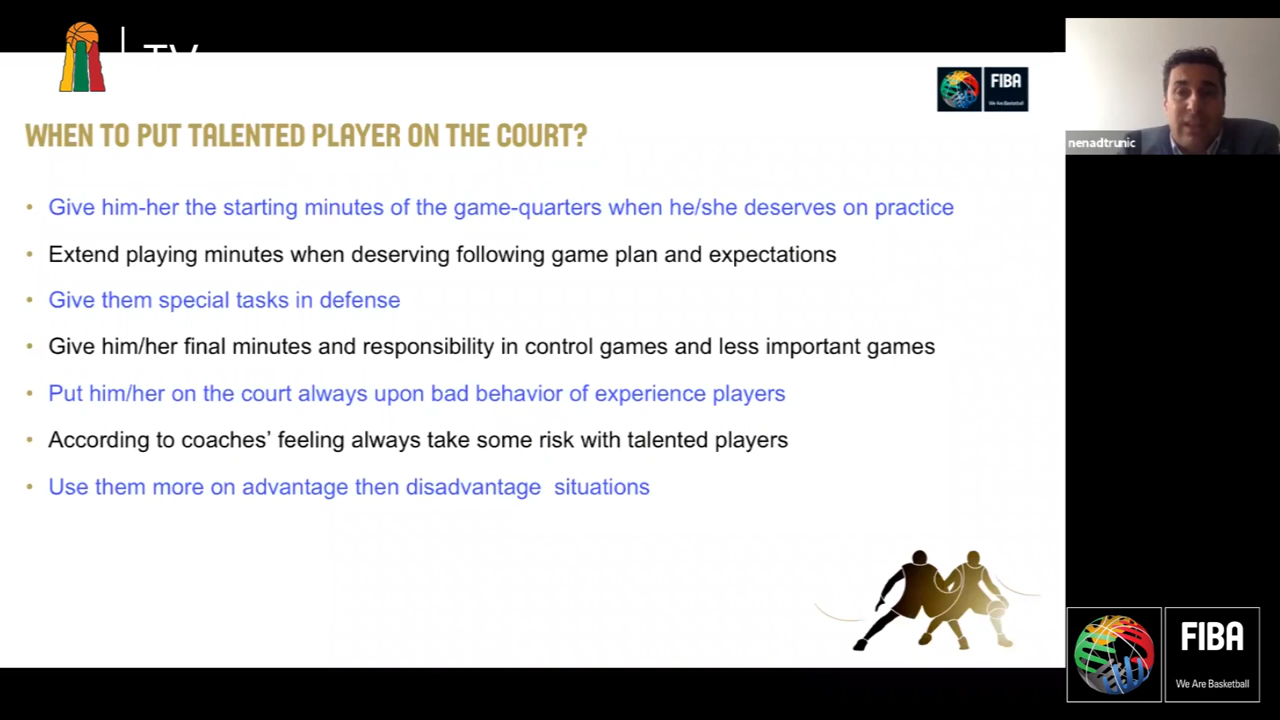 TV
FIBA
We Are Basketball
nenadtrunic
WHEN TO PUT TALENTED PLAYER ON THE COURT?
• Give him-her the starting minutes of the game-quarters when he/she deserves on practice
• Extend playing minutes when deserving following game plan and expectations
• Give them special tasks in defense
• Give him/her final minutes and responsibility in control games and less important games
• Put him/her on the court always upon bad behavior of experience players
• According to coaches’ feeling always take some risk with talented players
• Use them more on advantage then disadvantage situations
FIBA
We Are Basketball